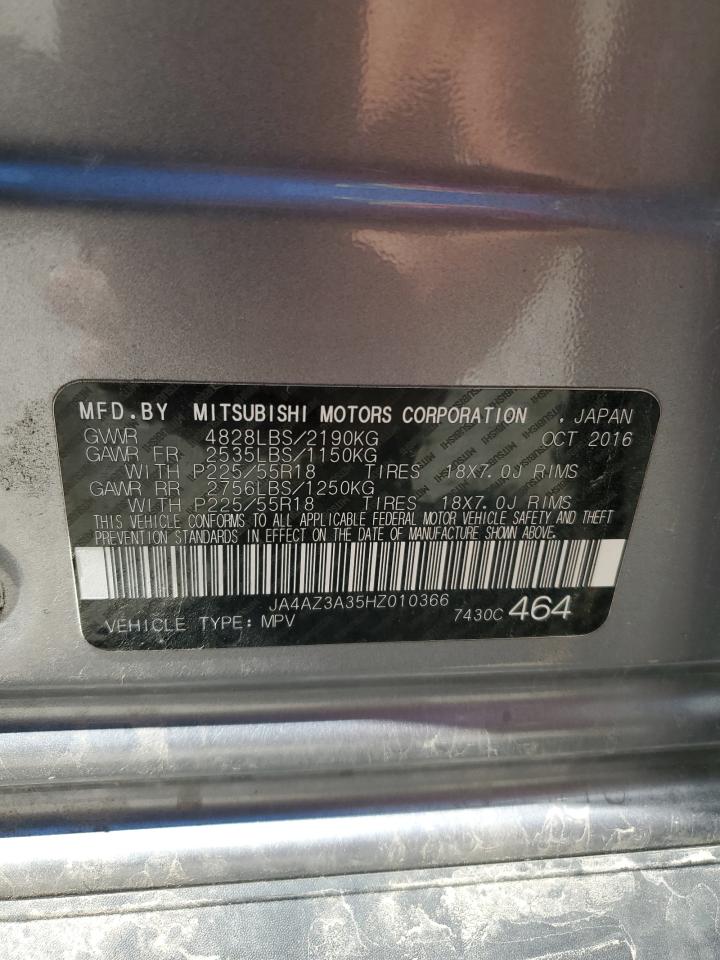 MFD.BY MITSUBISHI MOTORS CORPORATION . JAPAN
GVWR 4828LBS/2190KG OCT 2016
GAWR FR 2535LBS/1150KG
WITH P225/55R18 TIRES 18X7.0J RIMS
GAWR RR 2756LBS/1250KG
WITH P225/55R18 TIRES 18X7.0J RIMS
THIS VEHICLE CONFORMS TO ALL APPLICABLE FEDERAL MOTOR VEHICLE SAFETY AND THEFT
PREVENTION STANDARDS IN EFFECT ON THE DATE OF MANUFACTURE SHOWN ABOVE.
JA4AZ3A35HZ010366
VEHICLE TYPE: MPV 7430C 464